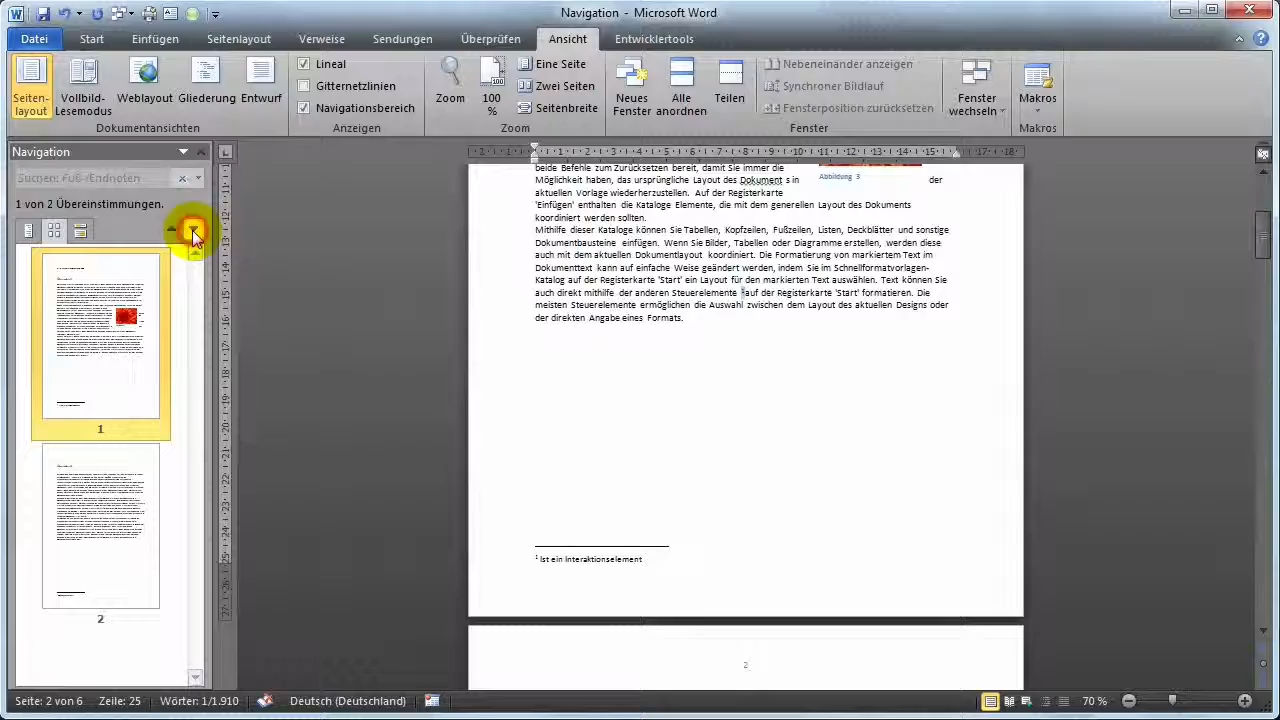 Navigation - Microsoft Word
Datei Start Einfügen Seitenlayout Verweise Sendungen Überprüfen Ansicht Entwicklertools
Seiten-
layout
Vollbild-
Lesemodus
Weblayout Gliederung Entwurf
Dokumentansichten
Lineal
Gitternetzlinien
Navigationsbereich
Anzeigen
Zoom
100
%
Eine Seite
Zwei Seiten
Seitenbreite
Zoom
Neues
Fenster
Alle
anordnen
Teilen
Nebeneinander anzeigen
Synchroner Bildlauf
Fensterposition zurücksetzen
Fenster
wechseln
Fenster
Makros
Makros
Navigation
Suchen: Fuß-/Endnoten
1 von 2 Übereinstimmungen.
1
2
beide Befehle zum Zurücksetzen bereit, damit Sie immer die
Möglichkeit haben, das ursprüngliche Layout des Dokument s in der
Abbildung 3
aktuellen Vorlage wiederherzustellen. Auf der Registerkarte
'Einfügen' enthalten die Kataloge Elemente, die mit dem generellen Layout des Dokuments
koordiniert werden sollten.
Mithilfe dieser Kataloge können Sie Tabellen, Kopfzeilen, Fußzeilen, Listen, Deckblätter und sonstige
Dokumentbausteine einfügen. Wenn Sie Bilder, Tabellen oder Diagramme erstellen, werden diese
auch mit dem aktuellen Dokumentlayout koordiniert. Die Formatierung von markiertem Text im
Dokumenttext kann auf einfache Weise geändert werden, indem Sie im Schnellformatvorlagen-
Katalog auf der Registerkarte 'Start' ein Layout für den markierten Text auswählen. Text können Sie
auch direkt mithilfe der anderen Steuerelemente ¹auf der Registerkarte 'Start' formatieren. Die
meisten Steuerelemente ermöglichen die Auswahl zwischen dem Layout des aktuellen Designs oder
der direkten Angabe eines Formats.
¹ Ist ein Interaktionselement
2
Seite: 2 von 6 Zeile: 25 Wörter: 1/1.910 Deutsch (Deutschland) 70 %